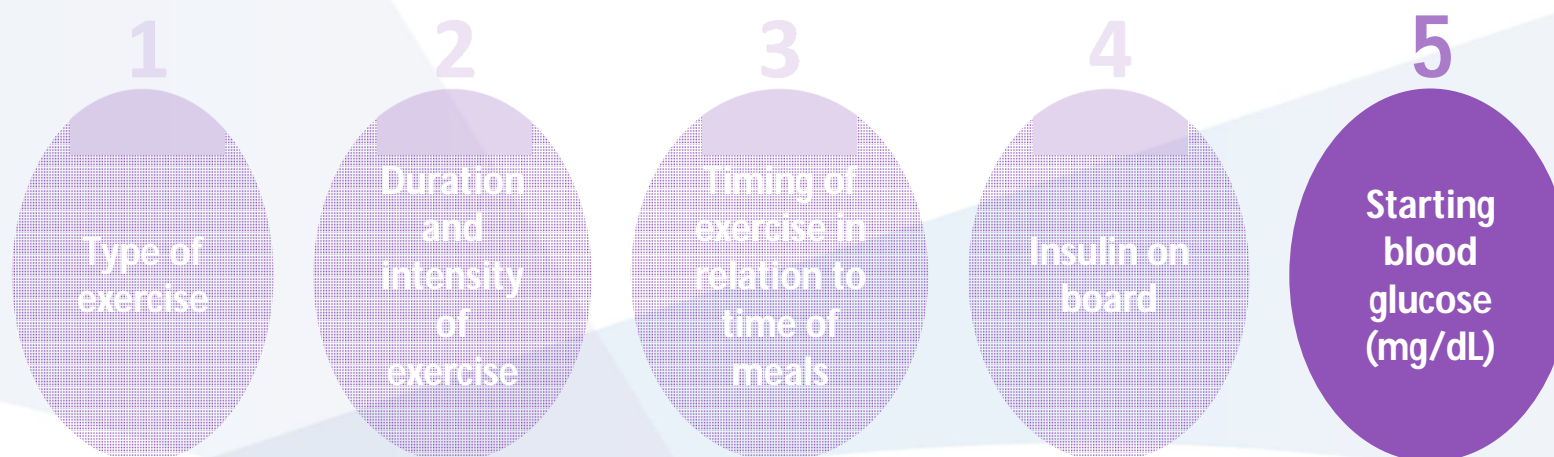 1
Type of
exercise
2
Duration
and
intensity
of
exercise
3
Timing of
exercise in
relation to
time of
meals
4
Insulin on
board
5
Starting
blood
glucose
(mg/dL)